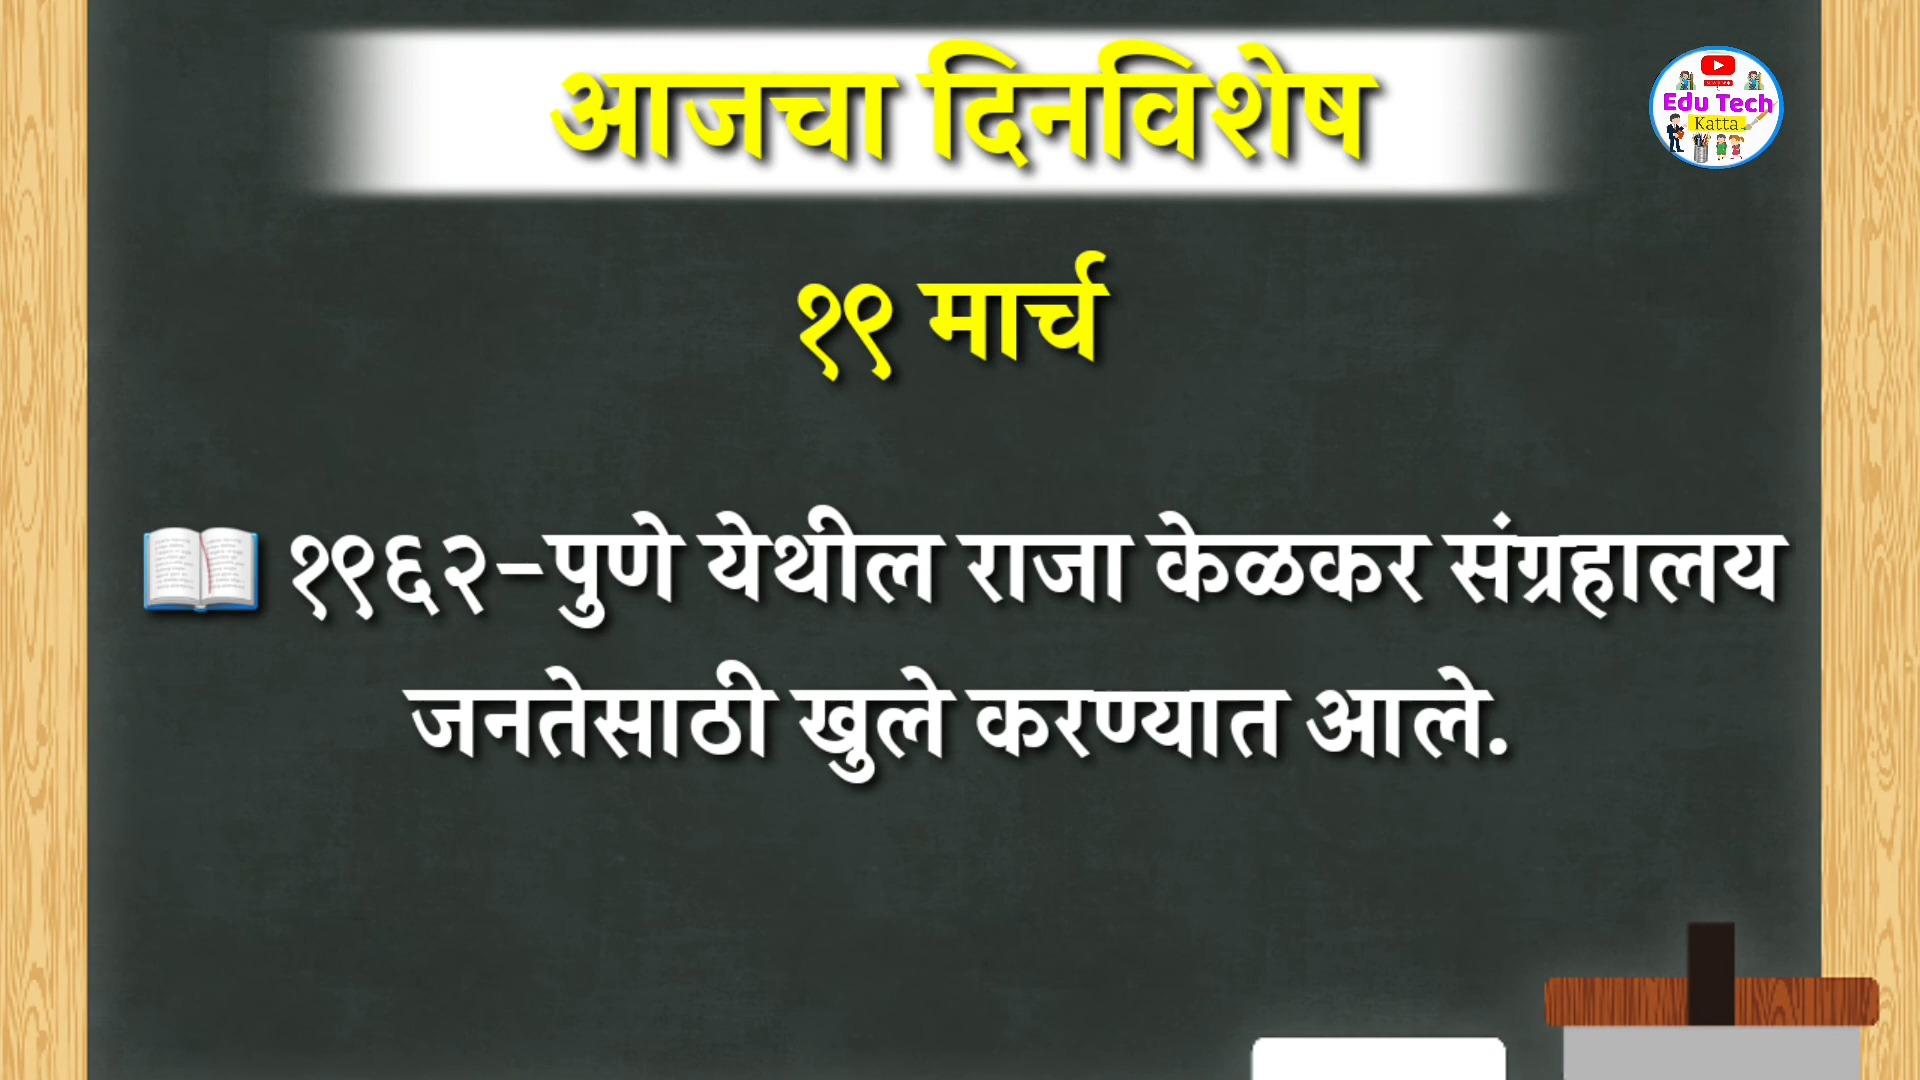 आजचा दिनविशेष
Edu Tech
Katta
१९ मार्च
१९६२-पुणे येथील राजा केळकर संग्रहालय
जनतेसाठी खुले करण्यात आले.